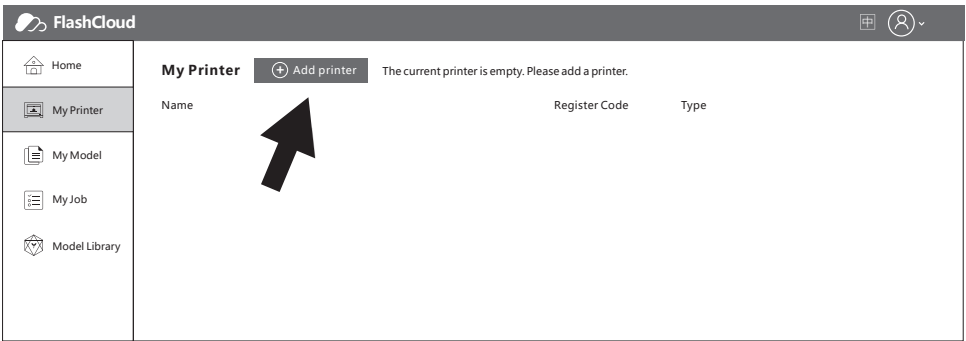 FlashCloud
中
Home
My Printer
My Model
My Job
Model Library
My Printer
Add printer
The current printer is empty. Please add a printer.
Name
Register Code
Type